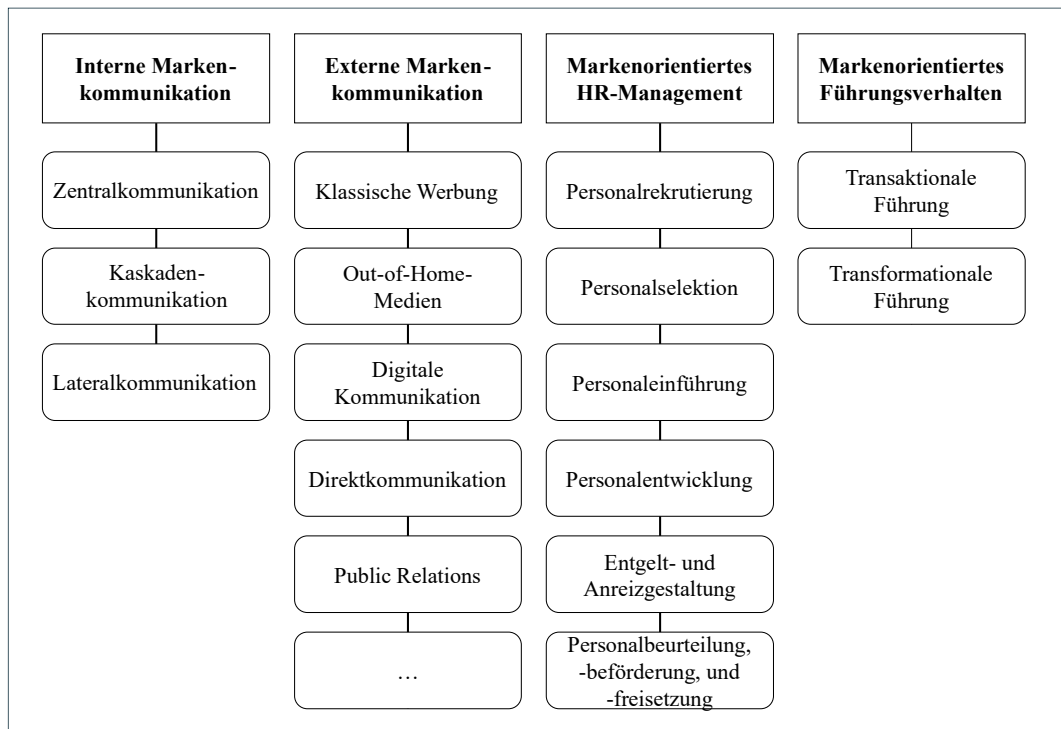 Interne Marken-
kommunikation
Zentralkommunikation
Kaskaden-
kommunikation
Lateralkommunikation
Externe Marken-
kommunikation
Klassische Werbung
Out-of-Home-
Medien
Digitale
Kommunikation
Direktkommunikation
Public Relations
…
Markenorientiertes
HR-Management
Personalrekrutierung
Personalselektion
Personaleinführung
Personalentwicklung
Entgelt- und
Anreizgestaltung
Personalbeurteilung,
-beförderung, und
-freisetzung
Markenorientiertes
Führungsverhalten
Transaktionale
Führung
Transformationale
Führung